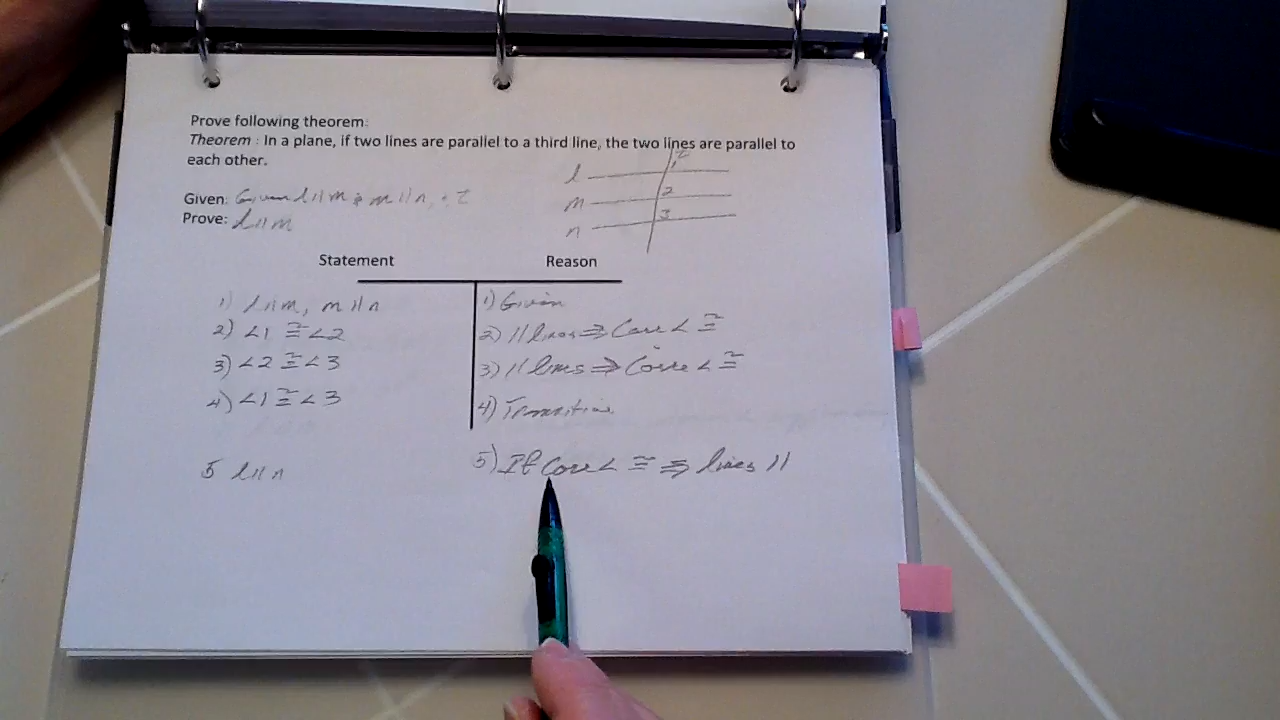 Prove following theorem:
Theorem : In a plane, if two lines are parallel to a third line, the two lines are parallel to
each other.
l
1
Given: Given l || m & m || n,
2
m
Prove: l || m
3
n
Statement Reason
1) l || m, m || n 1) Given
2) ∠1 ≅ ∠2 2) || lines ⇒ Corr ∠ ≅
3) ∠2 ≅ ∠3 3) || lines ⇒ Corr ∠ ≅
4) ∠1 ≅ ∠3 4) Transitive
5 l || n 5) If Corr ∠ ≅ ⇒ lines ||